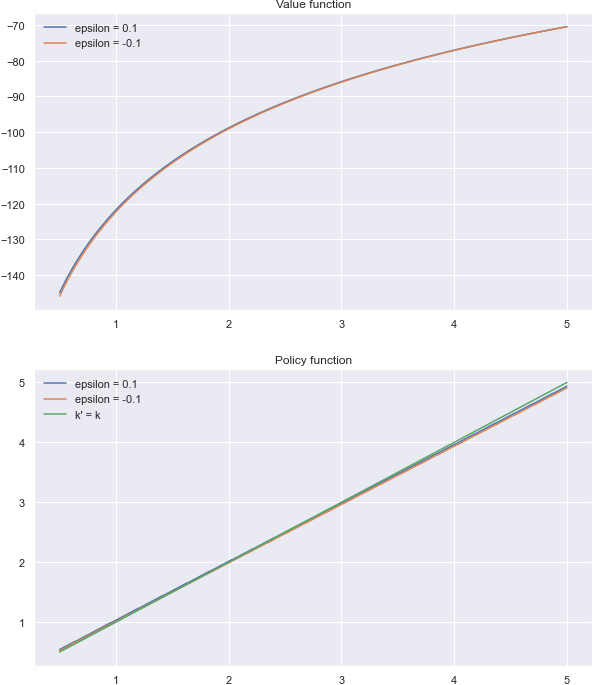 Value function
epsilon = 0.1
epsilon = -0.1
−70
−80
−90
−100
−110
−120
−130
−140
1 2 3 4 5
Policy function
epsilon = 0.1
epsilon = -0.1
k' = k
5
4
3
2
1
1 2 3 4 5